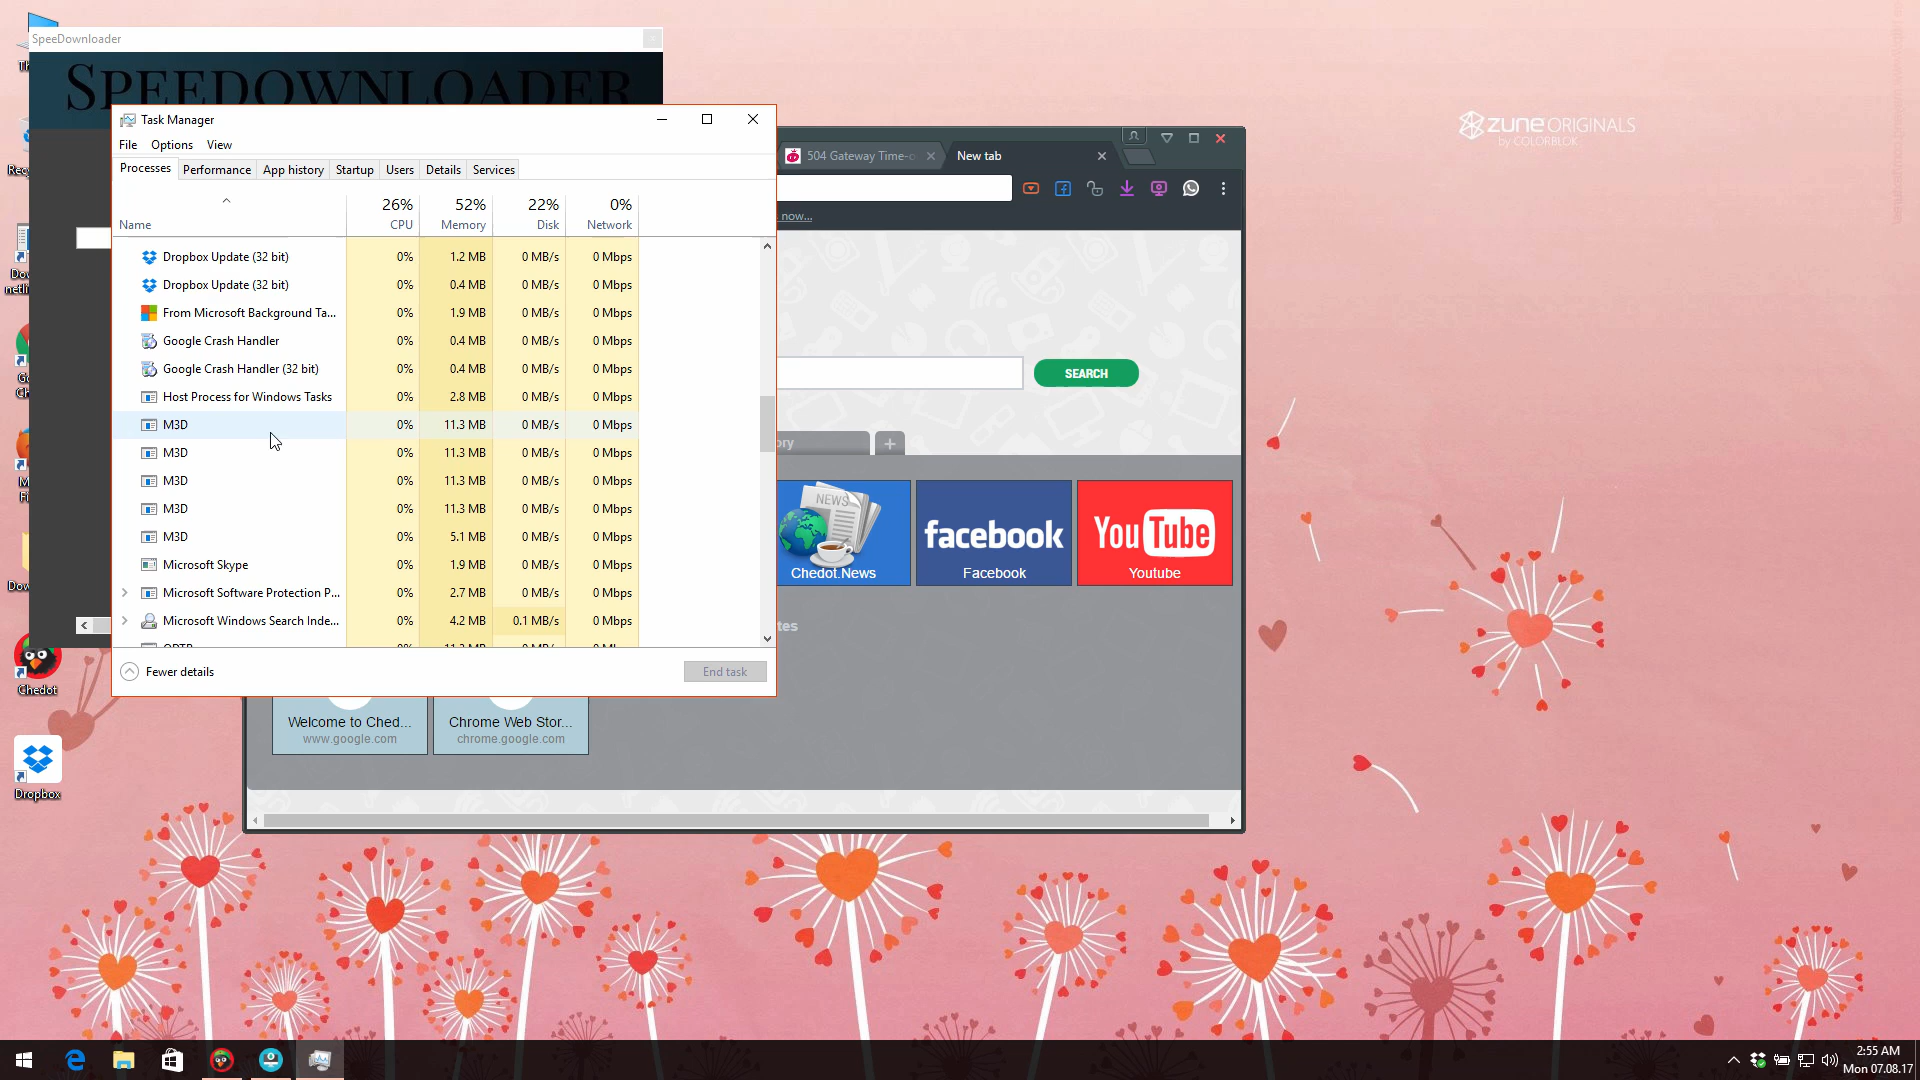 SpeeDownloader
SPEEDOWNLOADER
Task Manager
File Options View
Processes Performance App history Startup Users Details Services
26% 52% 22% 0%
Name CPU Memory Disk Network
Dropbox Update (32 bit) 0% 1.2 MB 0 MB/s 0 Mbps
Dropbox Update (32 bit) 0% 0.4 MB 0 MB/s 0 Mbps
From Microsoft Background Ta... 0% 1.9 MB 0 MB/s 0 Mbps
Google Crash Handler 0% 0.4 MB 0 MB/s 0 Mbps
Google Crash Handler (32 bit) 0% 0.4 MB 0 MB/s 0 Mbps
Host Process for Windows Tasks 0% 2.8 MB 0 MB/s 0 Mbps
M3D 0% 11.3 MB 0 MB/s 0 Mbps
M3D 0% 11.3 MB 0 MB/s 0 Mbps
M3D 0% 11.3 MB 0 MB/s 0 Mbps
M3D 0% 11.3 MB 0 MB/s 0 Mbps
M3D 0% 5.1 MB 0 MB/s 0 Mbps
Microsoft Skype 0% 1.9 MB 0 MB/s 0 Mbps
Microsoft Software Protection P... 0% 2.7 MB 0 MB/s 0 Mbps
Microsoft Windows Search Inde... 0% 4.2 MB 0.1 MB/s 0 Mbps
Fewer details
End task
504 Gateway Time-o
New tab
now...
SEARCH
ory
NEWS
Chedot.News
facebook
Facebook
YouTube
Youtube
tes
Welcome to Ched...
www.google.com
Chrome Web Stor...
chrome.google.com
zune ORIGINALS
by COLORBLOK
Chedot
Dropbox
2:55 AM
Mon 07.08.17